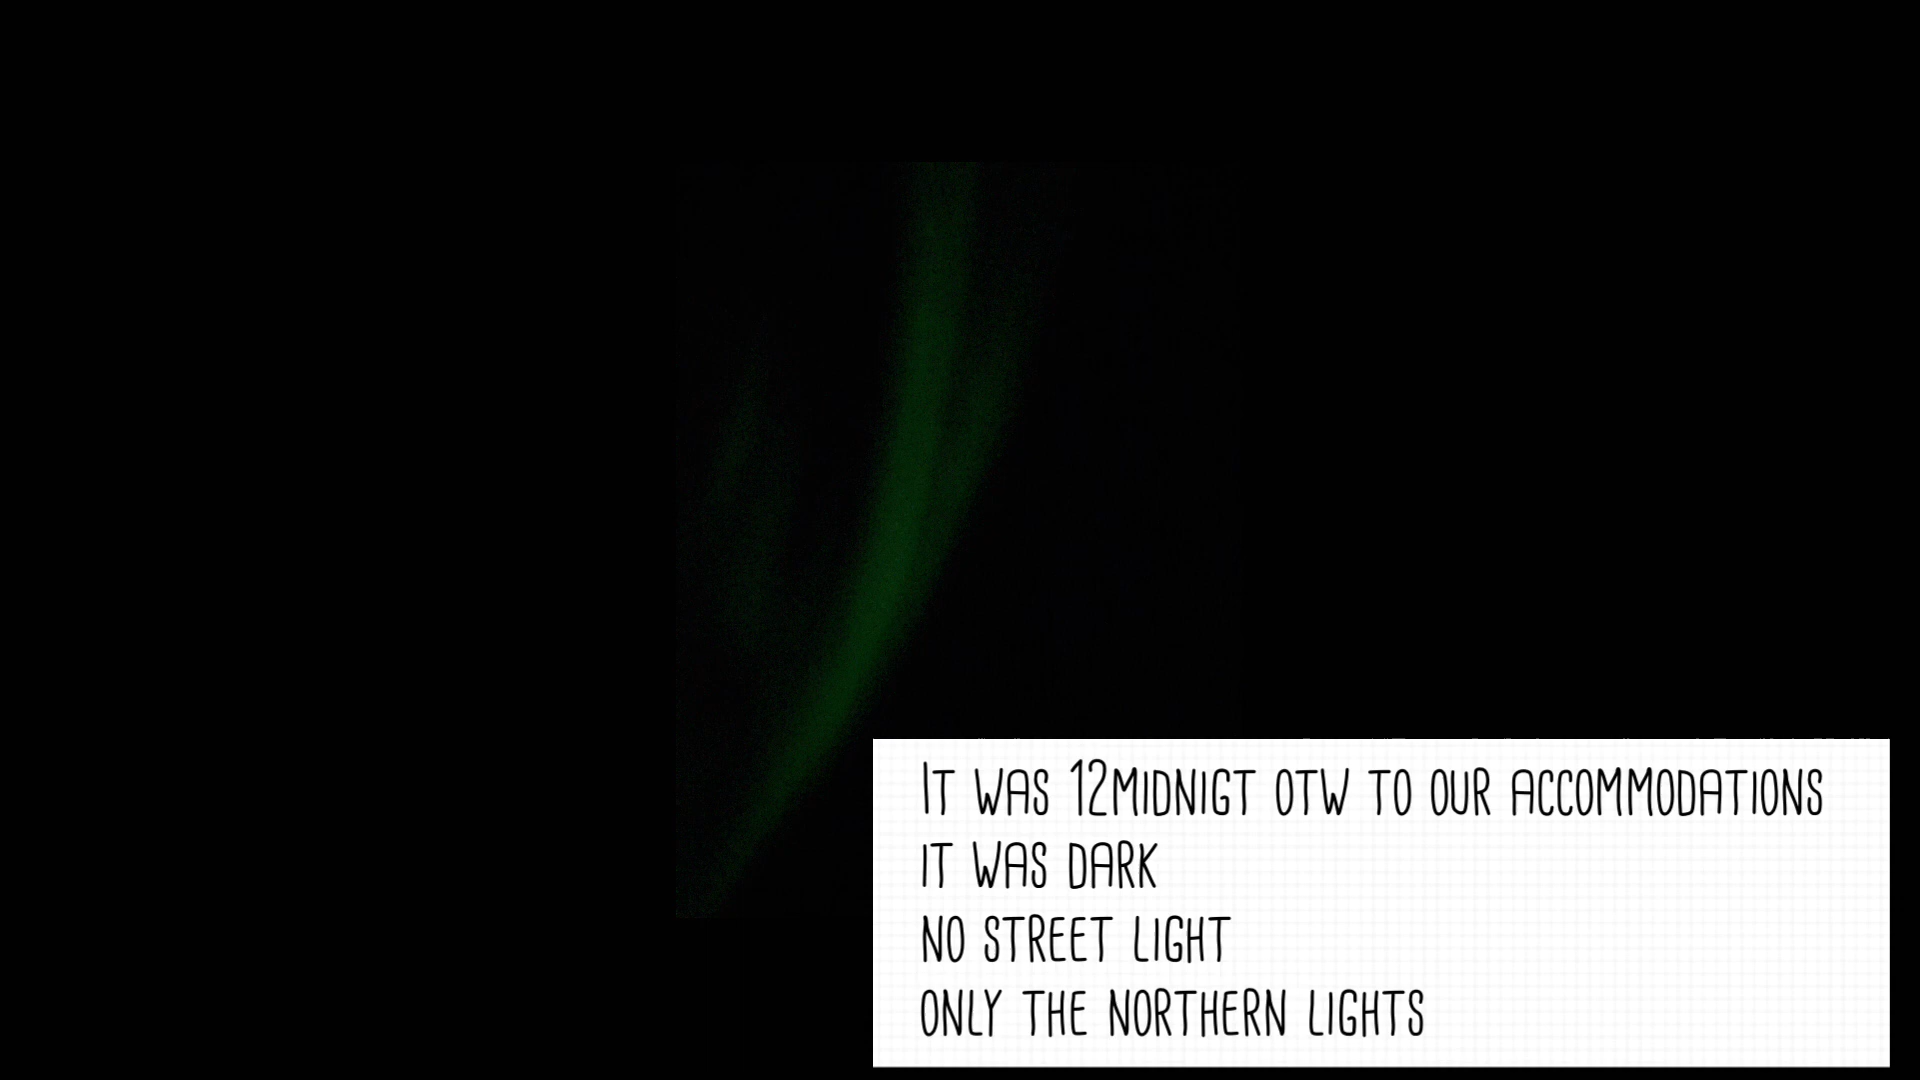 IT WAS 12MIDNIGT OTW TO OUR ACCOMMODATIONS
IT WAS DARK
NO STREET LIGHT
ONLY THE NORTHERN LIGHTS